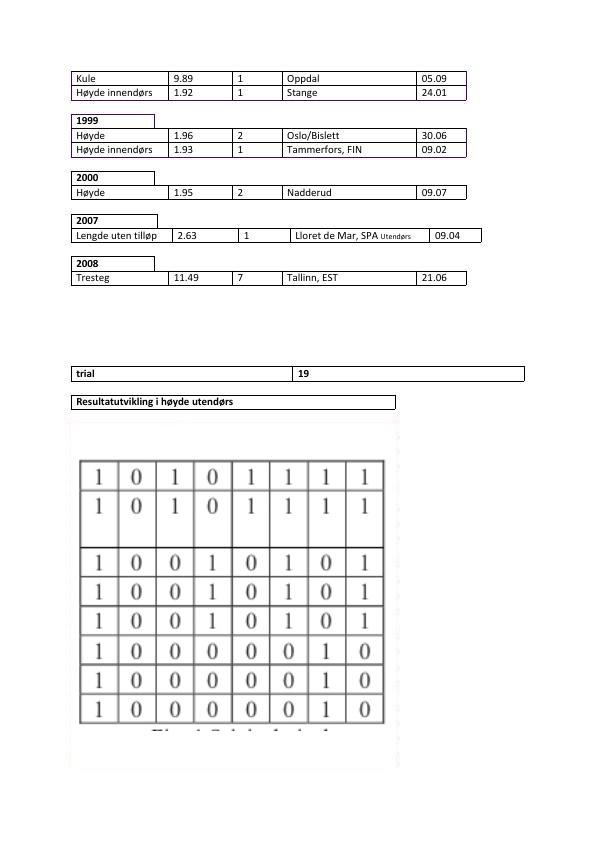 Kule 9.89 1 Oppdal 05.09
Høyde innendørs 1.92 1 Stange 24.01
1999
Høyde 1.96 2 Oslo/Bislett 30.06
Høyde innendørs 1.93 1 Tammerfors, FIN 09.02
2000
Høyde 1.95 2 Nadderud 09.07
2007
Lengde uten tilløp 2.63 1 Lloret de Mar, SPA Utendørs 09.04
2008
Tresteg 11.49 7 Tallinn, EST 21.06
trial 19
Resultatutvikling i høyde utendørs
1 0 1 0 1 1 1 1
1 0 1 0 1 1 1 1
1 0 0 1 0 1 0 1
1 0 0 1 0 1 0 1
1 0 0 1 0 1 0 1
1 0 0 0 0 0 1 0
1 0 0 0 0 0 1 0
1 0 0 0 0 0 1 0